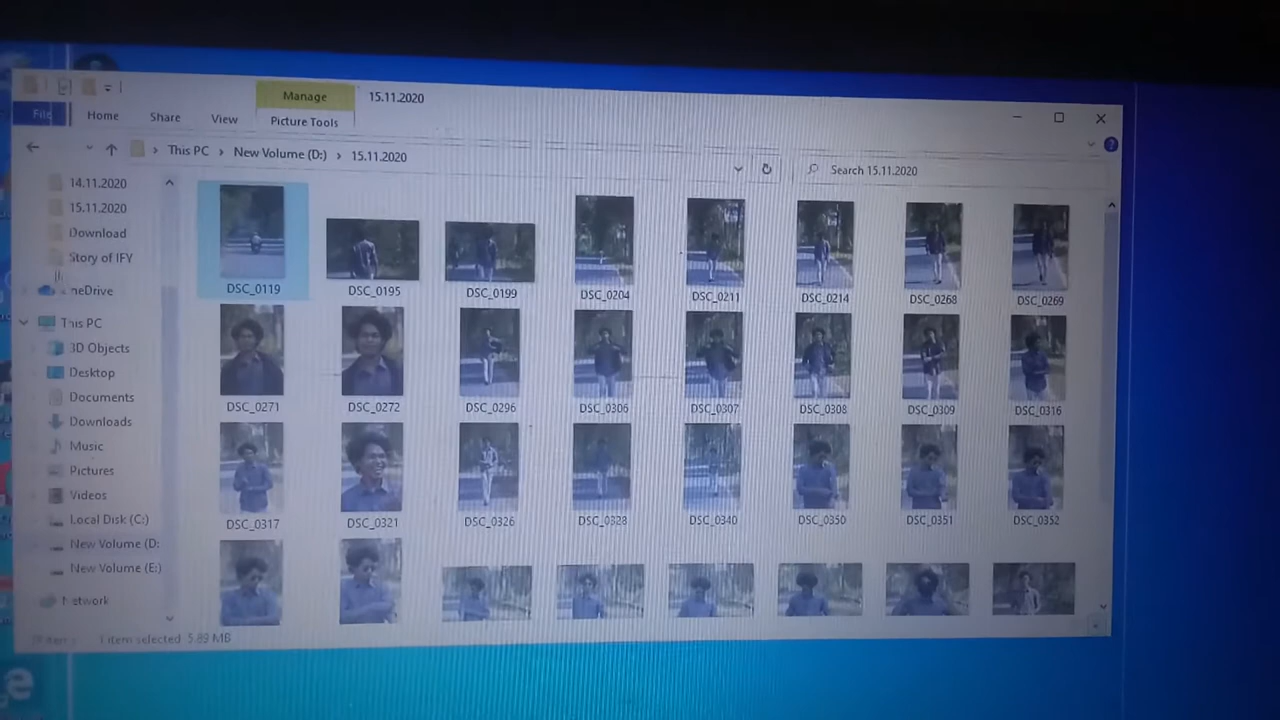 Manage
15.11.2020
File
Home
Share
View
Picture Tools
This PC
New Volume (D:)
15.11.2020
Search 15.11.2020
14.11.2020
15.11.2020
Download
Story of IFY
OneDrive
This PC
3D Objects
Desktop
Documents
Downloads
Music
Pictures
Videos
Local Disk (C:)
New Volume (D:
New Volume (E:)
Network
DSC_0119
DSC_0195
DSC_0199
DSC_0204
DSC_0211
DSC_0214
DSC_0268
DSC_0269
DSC_0271
DSC_0272
DSC_0296
DSC_0306
DSC_0307
DSC_0308
DSC_0309
DSC_0316
DSC_0317
DSC_0321
DSC_0326
DSC_0328
DSC_0340
DSC_0350
DSC_0351
DSC_0352
1 item selected 5.89 MB